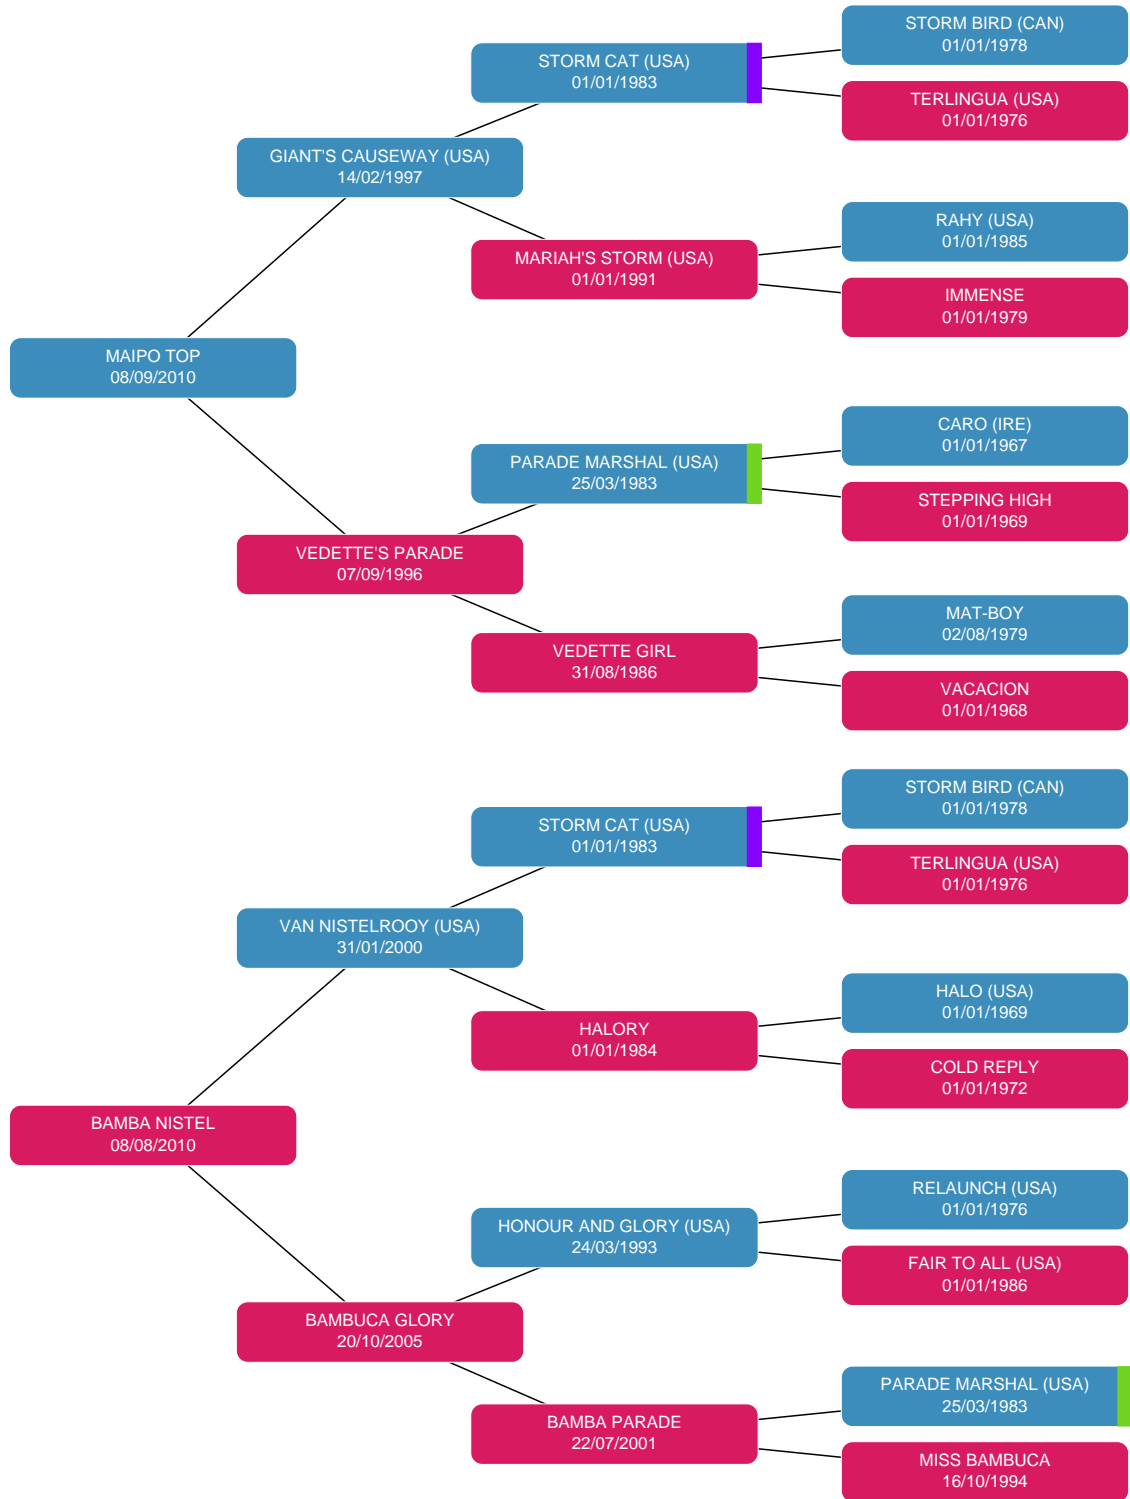 STORM BIRD (CAN)
01/01/1978
STORM CAT (USA)
01/01/1983
TERLINGUA (USA)
01/01/1976
GIANT'S CAUSEWAY (USA)
14/02/1997
RAHY (USA)
01/01/1985
MARIAH'S STORM (USA)
01/01/1991
IMMENSE
01/01/1979
MAIPO TOP
08/09/2010
CARO (IRE)
01/01/1967
PARADE MARSHAL (USA)
25/03/1983
STEPPING HIGH
01/01/1969
VEDETTE'S PARADE
07/09/1996
MAT-BOY
02/08/1979
VEDETTE GIRL
31/08/1986
VACACION
01/01/1968
STORM BIRD (CAN)
01/01/1978
STORM CAT (USA)
01/01/1983
TERLINGUA (USA)
01/01/1976
VAN NISTELROOY (USA)
31/01/2000
HALO (USA)
01/01/1969
HALORY
01/01/1984
COLD REPLY
01/01/1972
BAMBA NISTEL
08/08/2010
RELAUNCH (USA)
01/01/1976
HONOUR AND GLORY (USA)
24/03/1993
FAIR TO ALL (USA)
01/01/1986
BAMBUCA GLORY
20/10/2005
PARADE MARSHAL (USA)
25/03/1983
BAMBA PARADE
22/07/2001
MISS BAMBUCA
16/10/1994